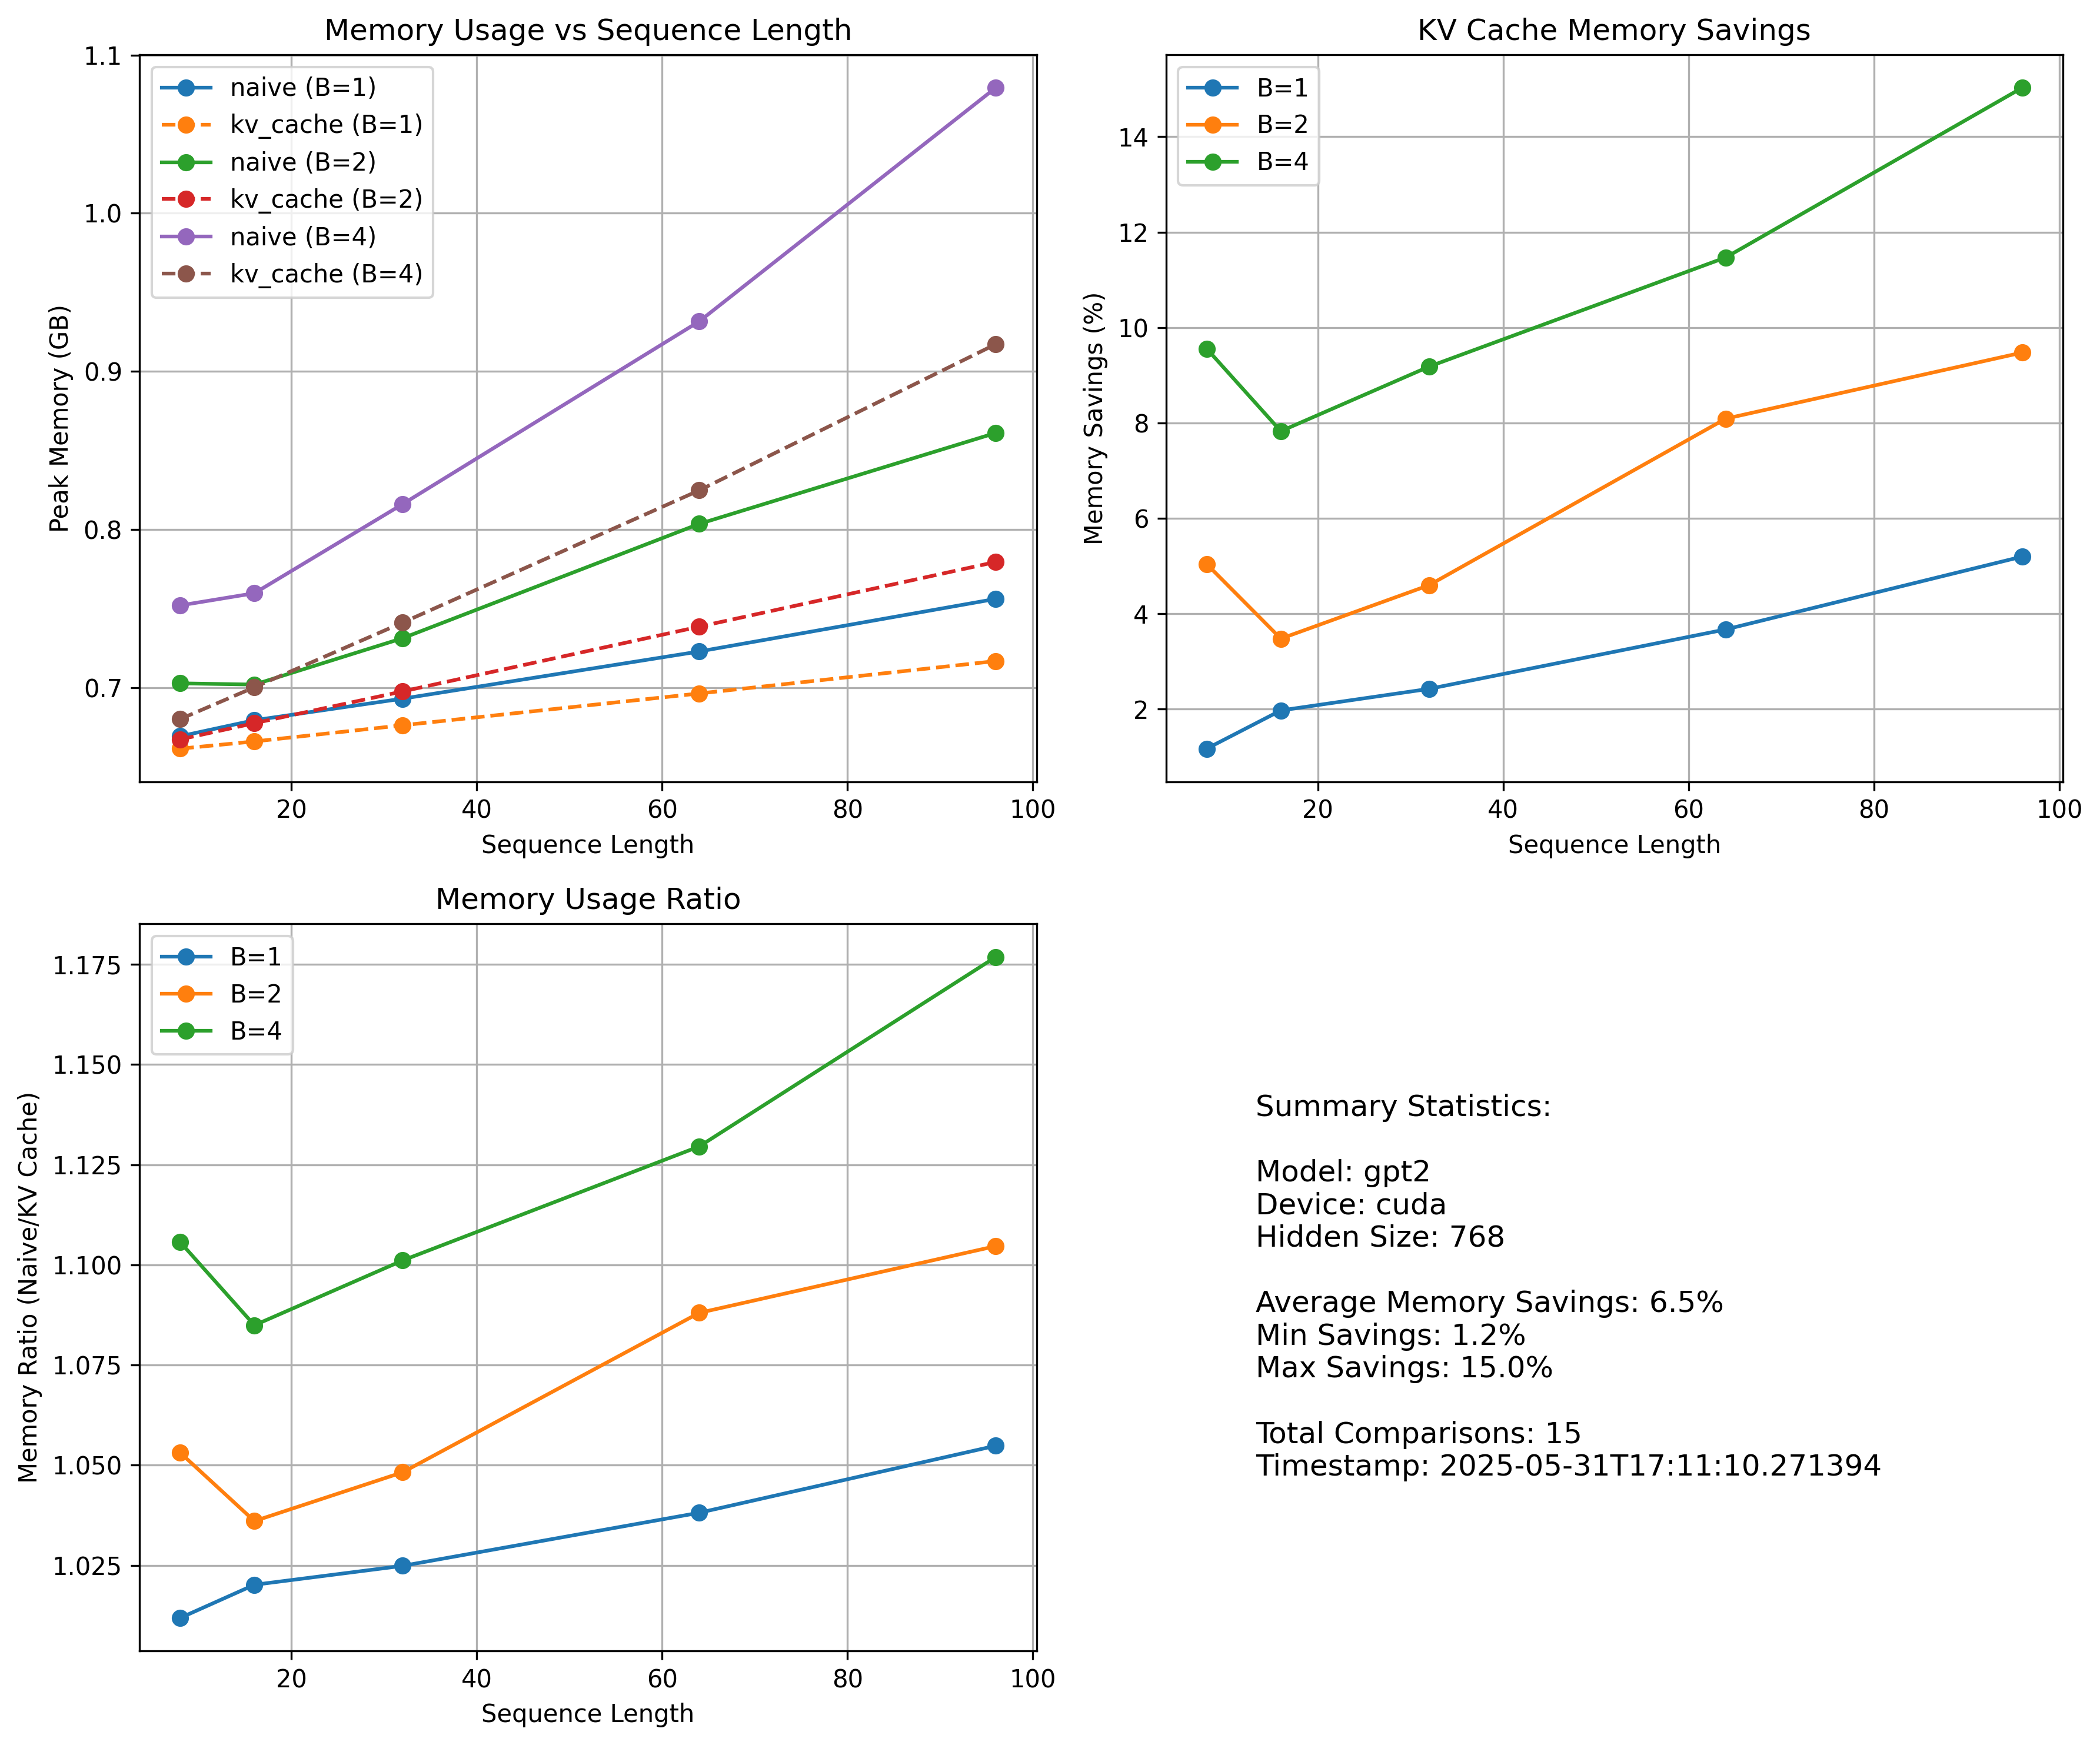 Memory Usage vs Sequence Length
1.1
1.0
0.9
0.8
0.7
Peak Memory (GB)
naive (B=1)
kv_cache (B=1)
naive (B=2)
kv_cache (B=2)
naive (B=4)
kv_cache (B=4)
20 40 60 80 100
Sequence Length
KV Cache Memory Savings
14
12
10
8
6
4
2
Memory Savings (%)
B=1
B=2
B=4
20 40 60 80 100
Sequence Length
Memory Usage Ratio
1.175
1.150
1.125
1.100
1.075
1.050
1.025
Memory Ratio (Naive/KV Cache)
B=1
B=2
B=4
20 40 60 80 100
Sequence Length
Summary Statistics:
Model: gpt2
Device: cuda
Hidden Size: 768
Average Memory Savings: 6.5%
Min Savings: 1.2%
Max Savings: 15.0%
Total Comparisons: 15
Timestamp: 2025-05-31T17:11:10.271394